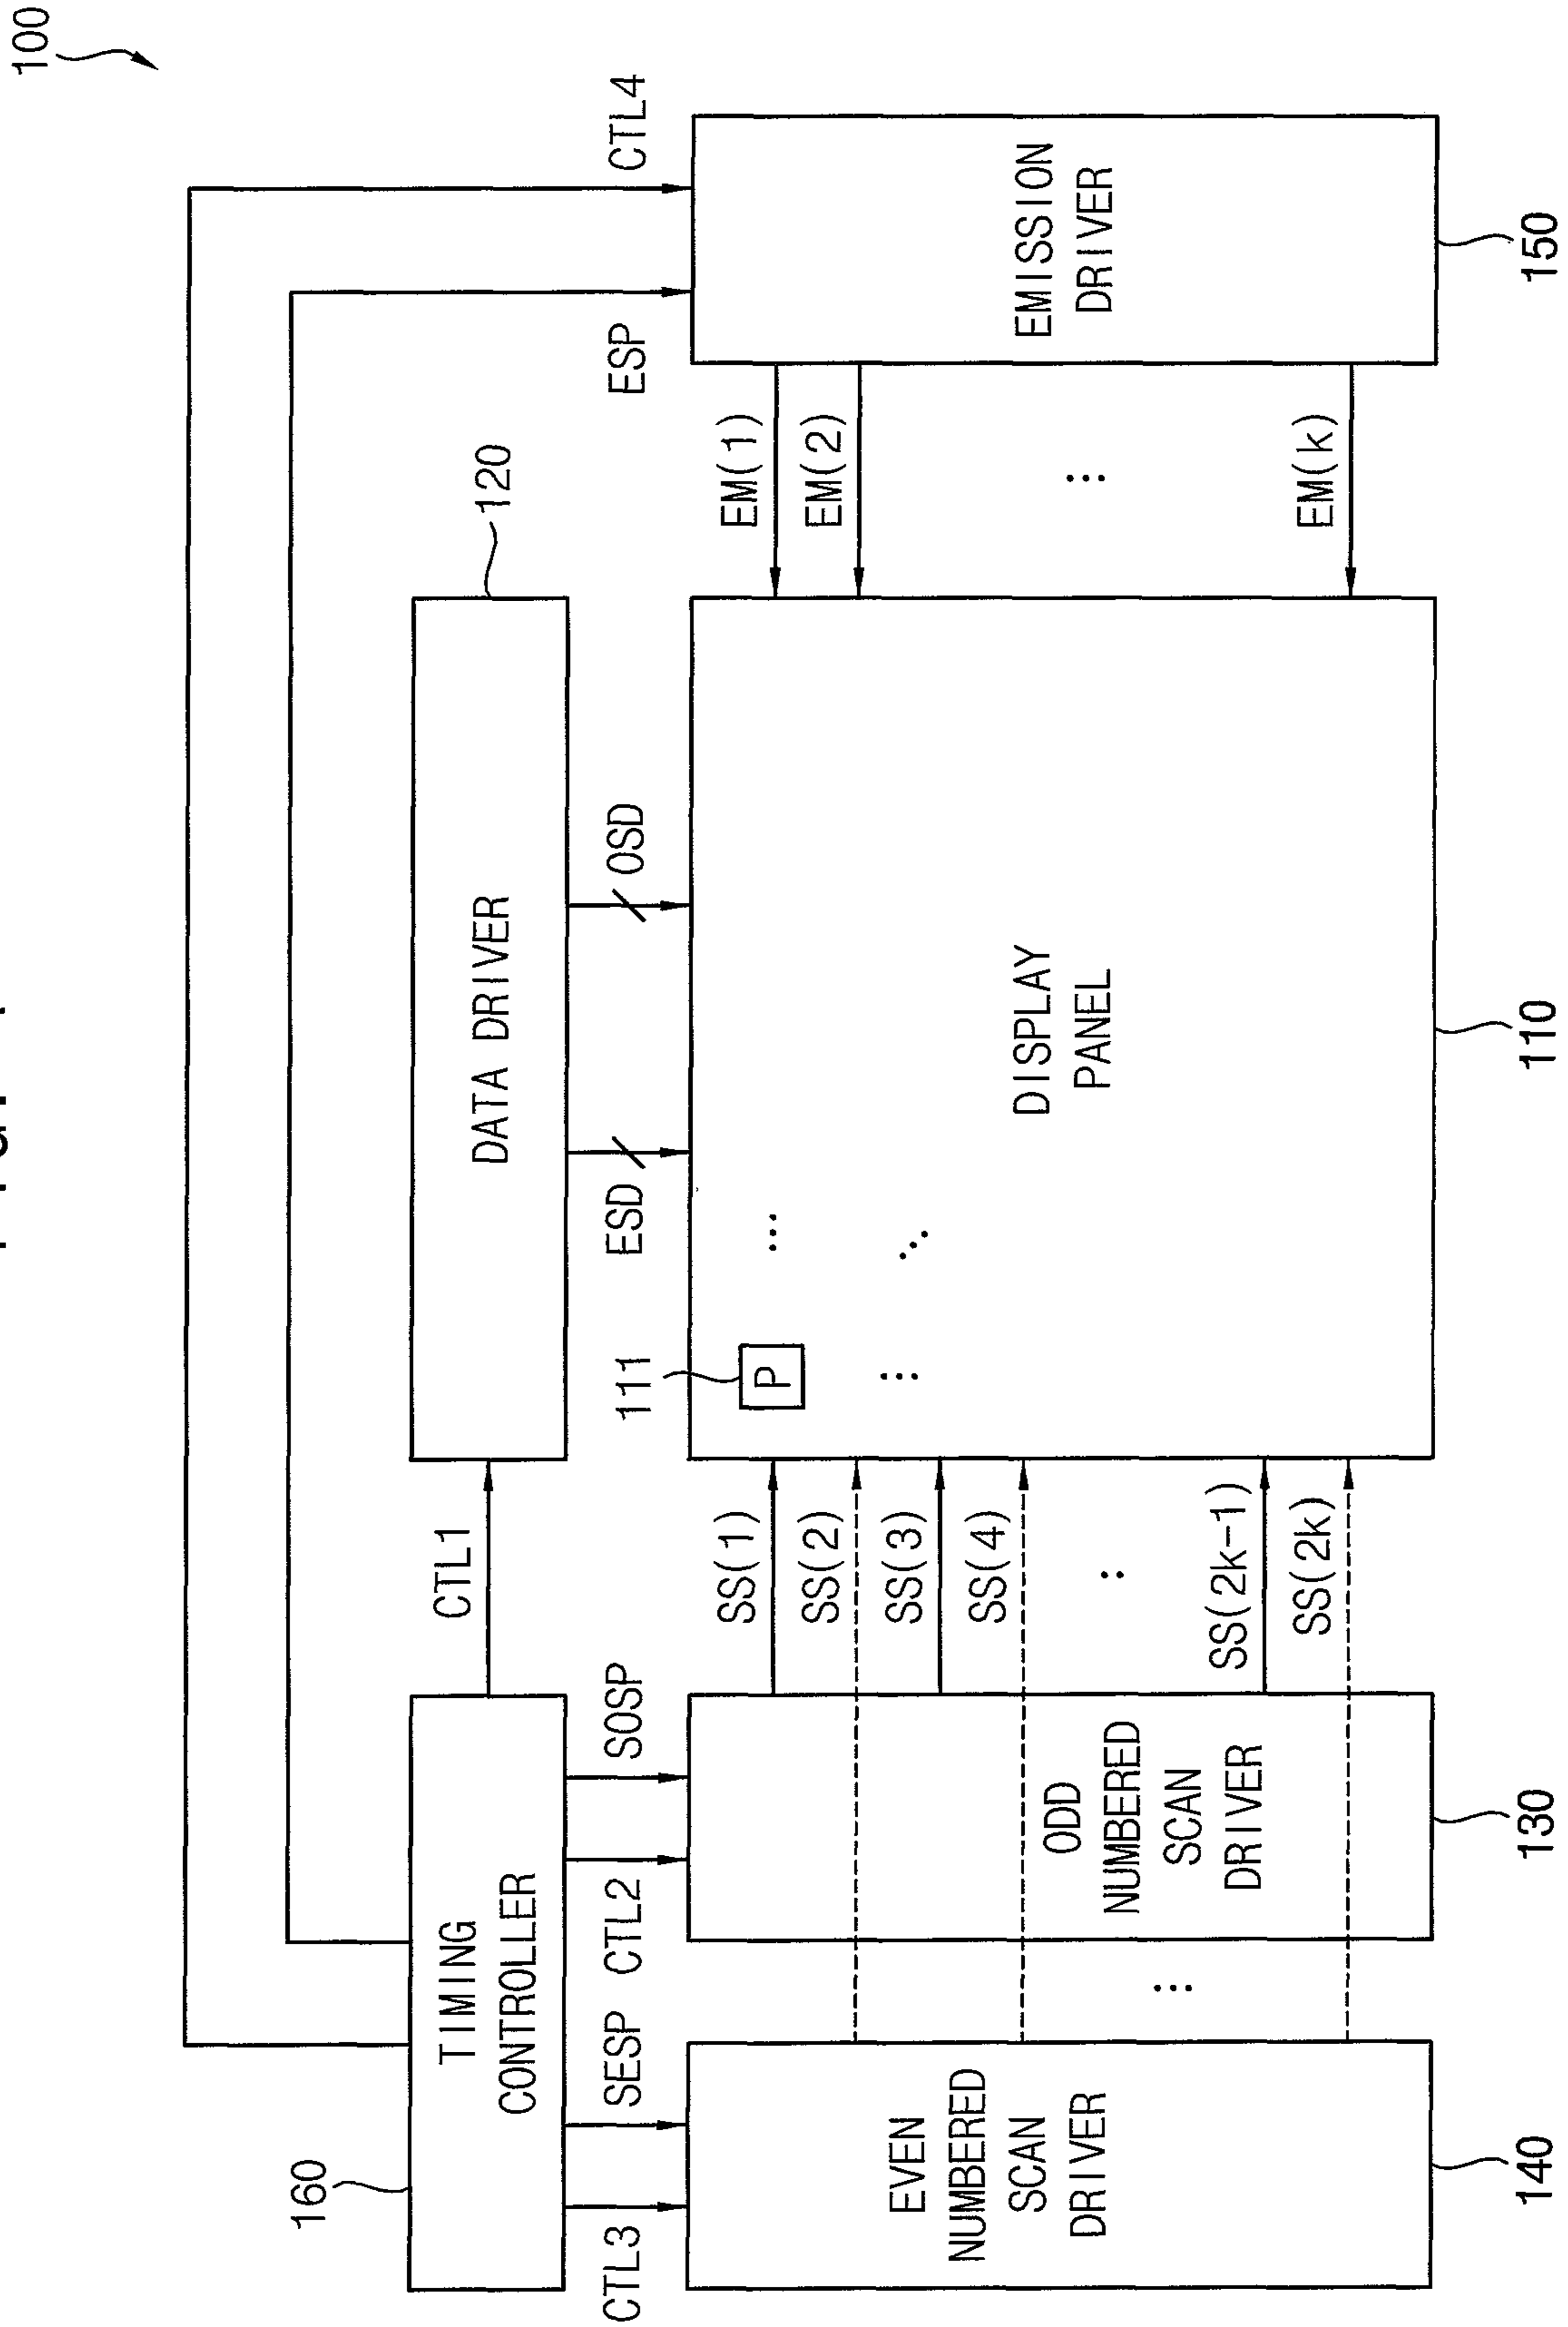 100
CTL4
ESP
160
TIMING
CONTROLLER
CTL1
DATA DRIVER
120
CTL3
SESP
CTL2
SOSP
ESD
OSD
111
P
EVEN
NUMBERED
SCAN
DRIVER
140
ODD
NUMBERED
SCAN
DRIVER
130
SS(1)
SS(2)
SS(3)
SS(4)
SS(2k-1)
SS(2k)
DISPLAY
PANEL
110
EM(1)
EM(2)
EM(k)
EMISSION
DRIVER
150